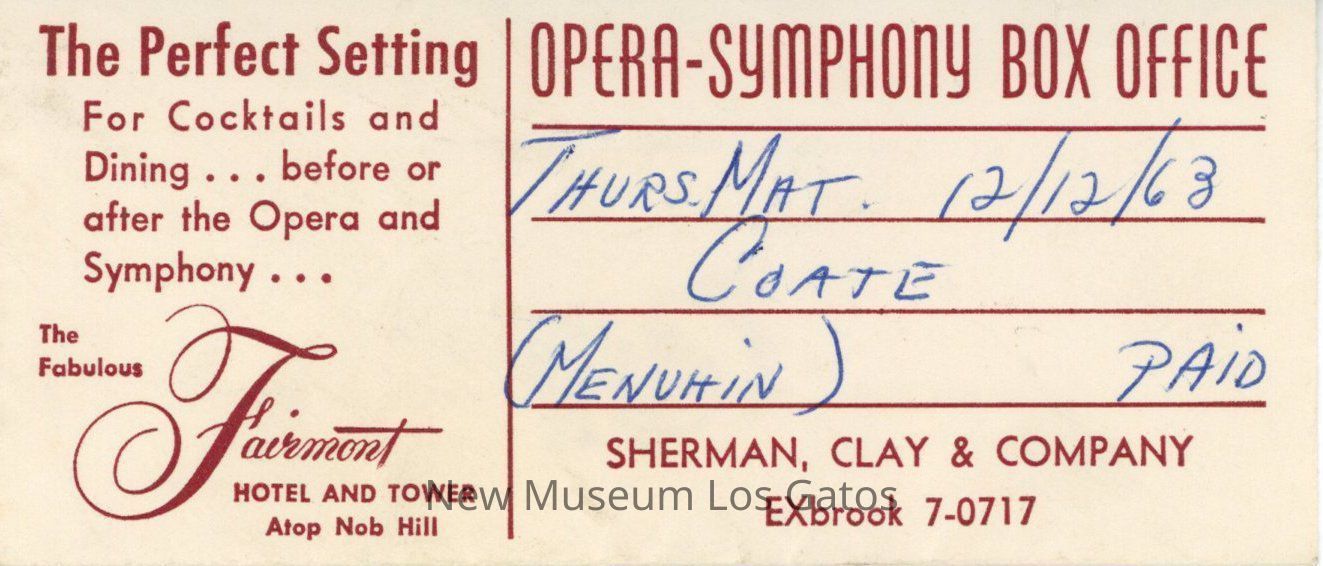 The Perfect Setting
For Cocktails and
Dining . . . before or
after the Opera and
Symphony . . .
The
Fabulous
Fairmont
HOTEL AND TOWER
Atop Nob Hill
OPERA-SYMPHONY BOX OFFICE
THURS. MAT. 12/12/63
COATE
(MENUHIN) PAID
SHERMAN, CLAY & COMPANY
EXbrook 7-0717
New Museum Los Gatos